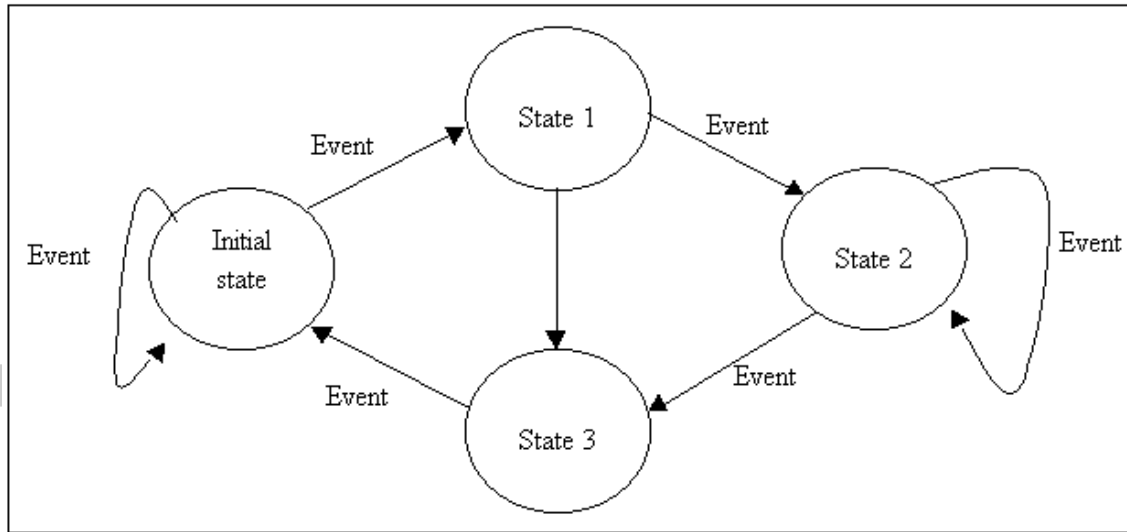 State 1
Event
Event
Initial
state
Event
State 2
Event
Event
Event
State 3